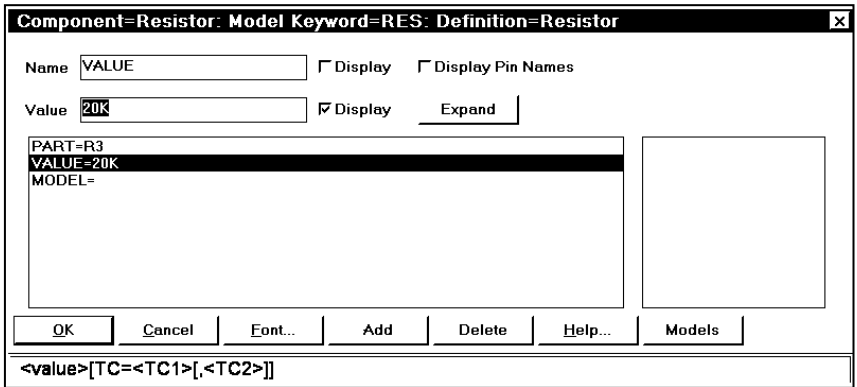 Component=Resistor: Model Keyword=RES: Definition=Resistor
Name VALUE Display Display Pin Names
Value 20K Display Expand
PART=R3
VALUE=20K
MODEL=
OK Cancel Font... Add Delete Help... Models
<value>[TC=<TC1>[,<TC2>]]